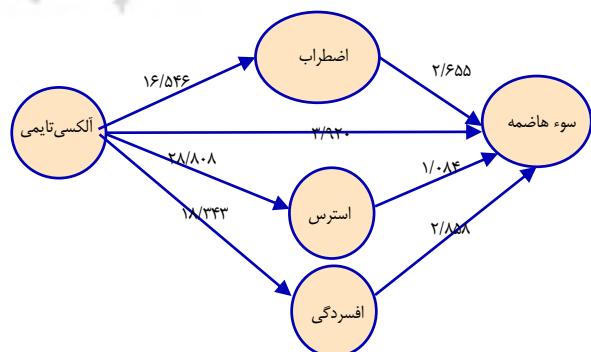 اضطراب
۱۶/۵۴۶
۲/۶۵۵
آلکسی‌تایمی
سوء هاضمه
۳/۹۲۰
۲۸/۸۰۸
۱/۰۸۴
استرس
۱۸/۳۴۳
۲/۸۵۸
افسردگی